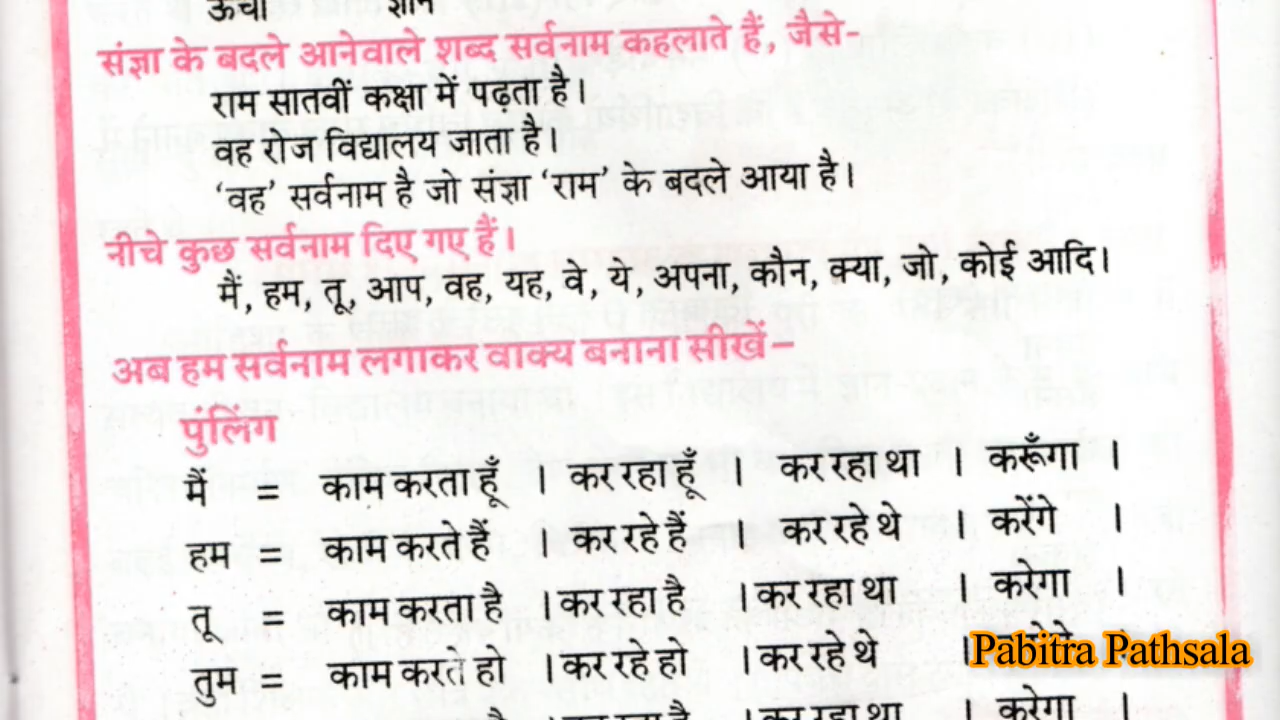 ऊँचा ज्ञान
संज्ञा के बदले आनेवाले शब्द सर्वनाम कहलाते हैं, जैसे-
राम सातवीं कक्षा में पढ़ता है।
वह रोज विद्यालय जाता है।
‘वह’ सर्वनाम है जो संज्ञा ‘राम’ के बदले आया है।
नीचे कुछ सर्वनाम दिए गए हैं।
मैं, हम, तू, आप, वह, यह, वे, ये, अपना, कौन, क्या, जो, कोई आदि।
अब हम सर्वनाम लगाकर वाक्य बनाना सीखें–
पुंलिंग
मैं = काम करता हूँ । कर रहा हूँ । कर रहा था । करूँगा ।
हम = काम करते हैं । कर रहे हैं । कर रहे थे । करेंगे ।
तू = काम करता है । कर रहा है । कर रहा था । करेगा ।
तुम = काम करते हो । कर रहे हो । कर रहे थे ।
कर रहा था । करेगा ।
Pabitra Pathsala